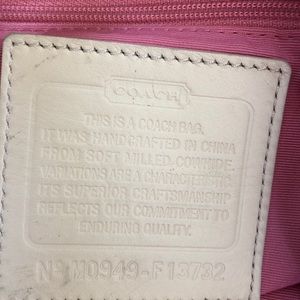 COACH
THIS IS A COACH BAG.
IT WAS HANDCRAFTED IN CHINA
FROM SOFT MILLED COWHIDE.
VARIATIONS ARE A CHARACTERISTIC
ITS SUPERIOR CRAFTSMANSHIP
REFLECTS OUR COMMITMENT TO
ENDURING QUALITY.
No M0949-F13732